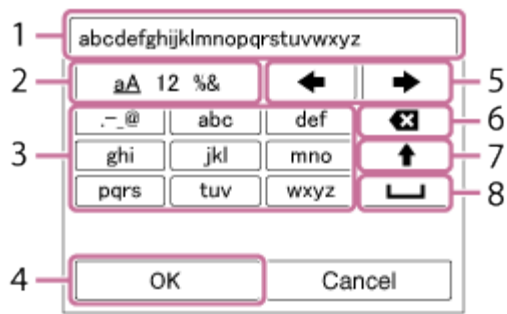 1 abcdefghijklmnopqrstuvwxyz
2 aA 12 %& 5
.-_@ abc def 6
3 ghi jkl mno 7
pqrs tuv wxyz 8
4 OK Cancel